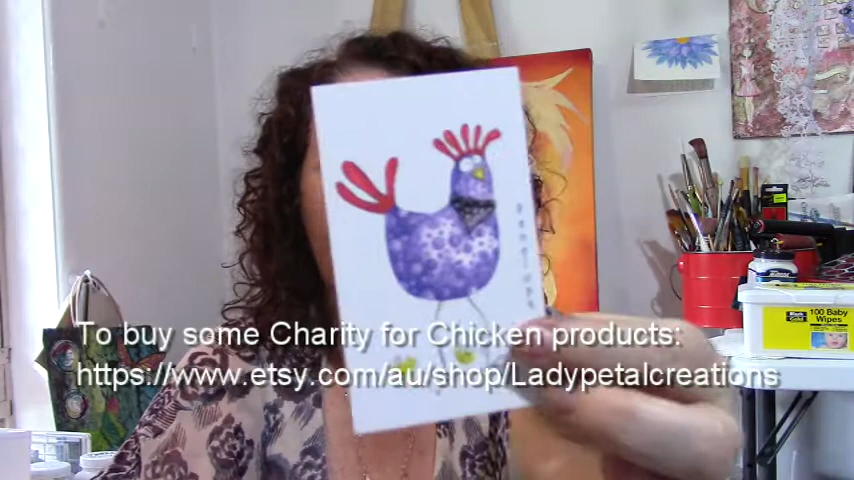 To buy some Charity for Chicken products:
https://www.etsy.com/au/shop/Ladypetalcreations
100 BABY
WIPES